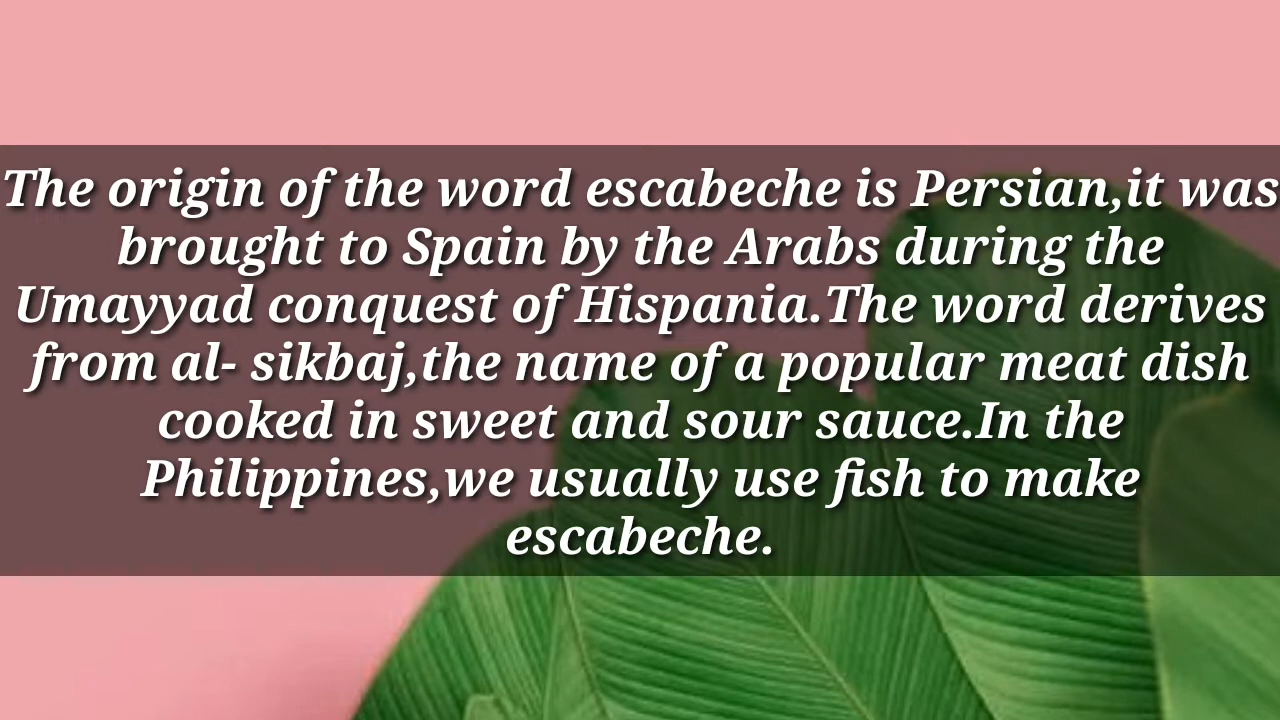 The origin of the word escabeche is Persian,it was
brought to Spain by the Arabs during the
Umayyad conquest of Hispania.The word derives
from al- sikbaj,the name of a popular meat dish
cooked in sweet and sour sauce.In the
Philippines,we usually use fish to make
escabeche.